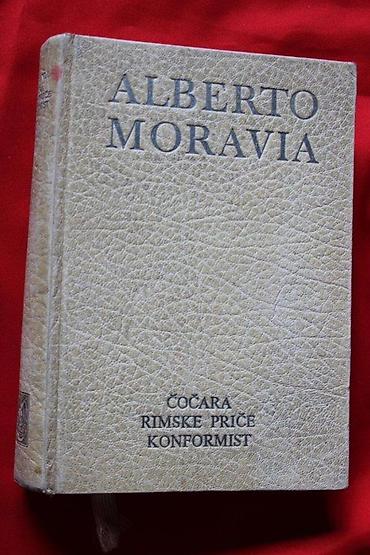 ALBERTO
MORAVIA
ČOČARA
RIMSKE PRIČE
KONFORMIST